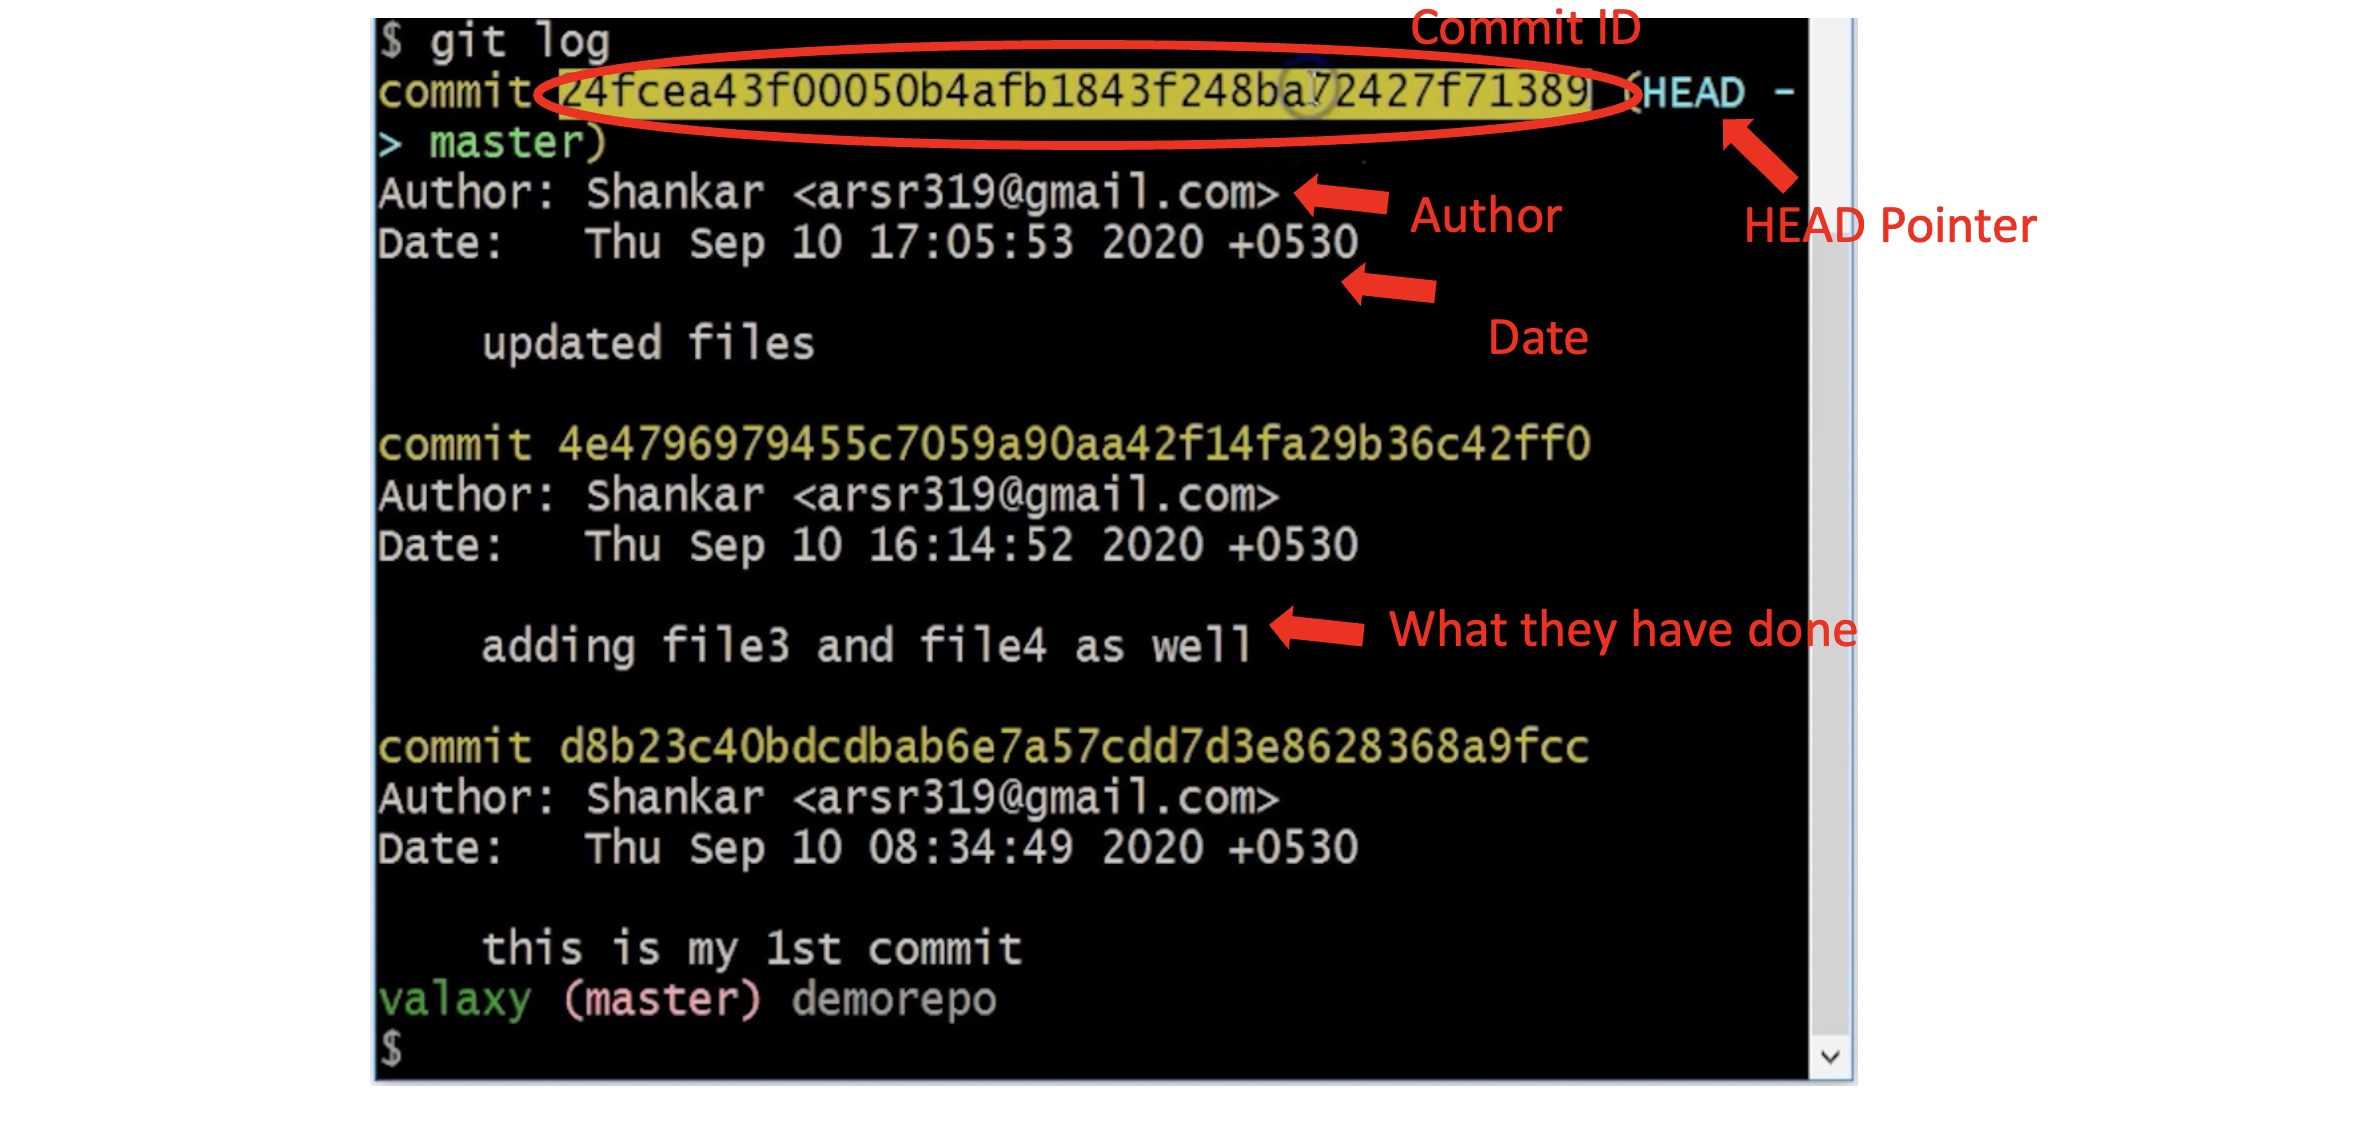 Commit ID
$ git log
commit 24fcea43f00050b4afb1843f248ba72427f71389 (HEAD -
> master)
Author: Shankar <arsr319@gmail.com>
Author
HEAD Pointer
Date:   Thu Sep 10 17:05:53 2020 +0530
Date
updated files
commit 4e4796979455c7059a90aa42f14fa29b36c42ff0
Author: Shankar <arsr319@gmail.com>
Date:   Thu Sep 10 16:14:52 2020 +0530
adding file3 and file4 as well
What they have done
commit d8b23c40bdcdbab6e7a57cdd7d3e8628368a9fcc
Author: Shankar <arsr319@gmail.com>
Date:   Thu Sep 10 08:34:49 2020 +0530
this is my 1st commit
valaxy (master) demorepo
$